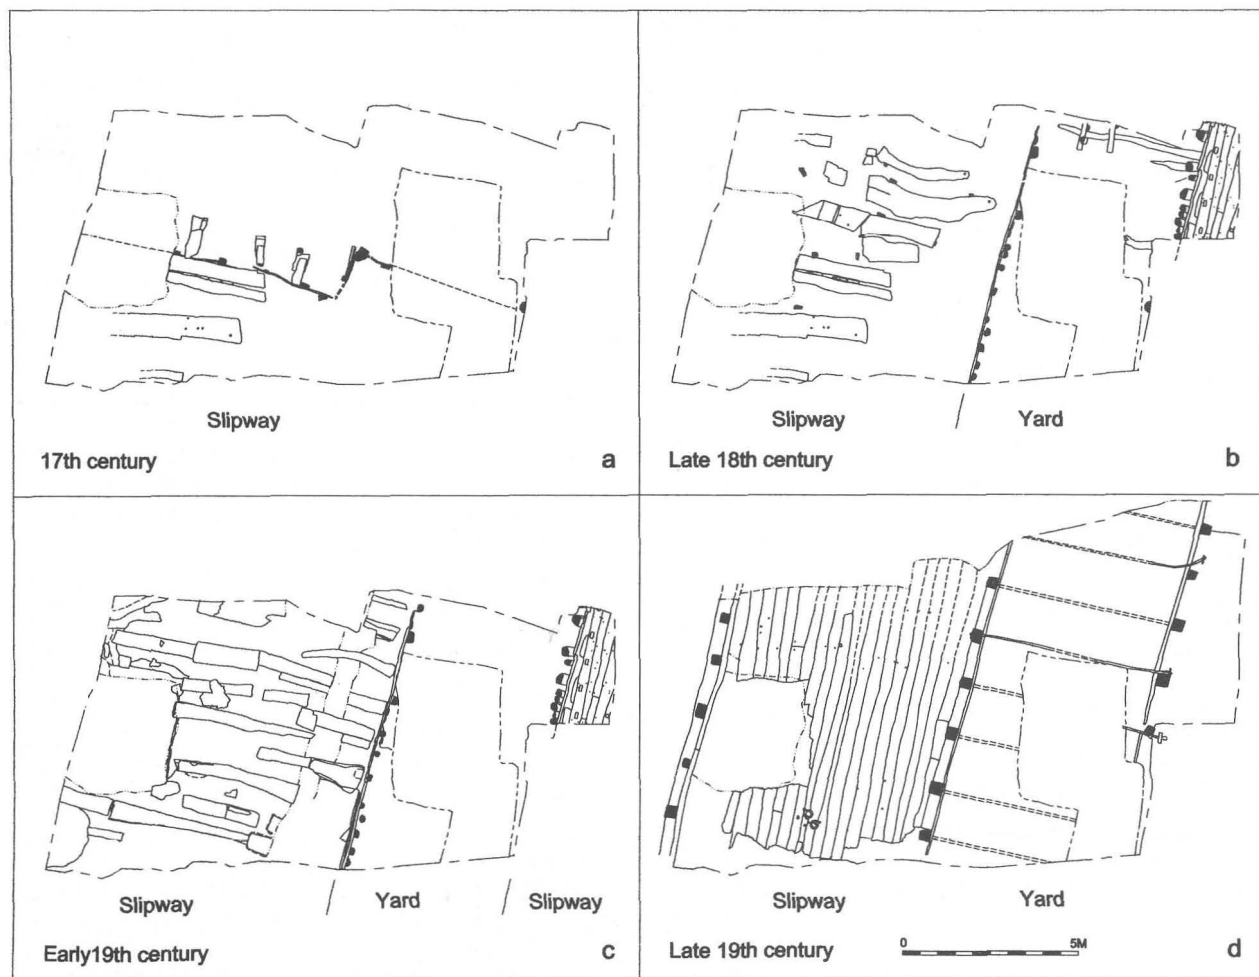 Slipway
17th century a
Slipway Yard
Late 18th century b
Slipway Yard Slipway
Early19th century c
Slipway Yard
Late 19th century 0 5M d